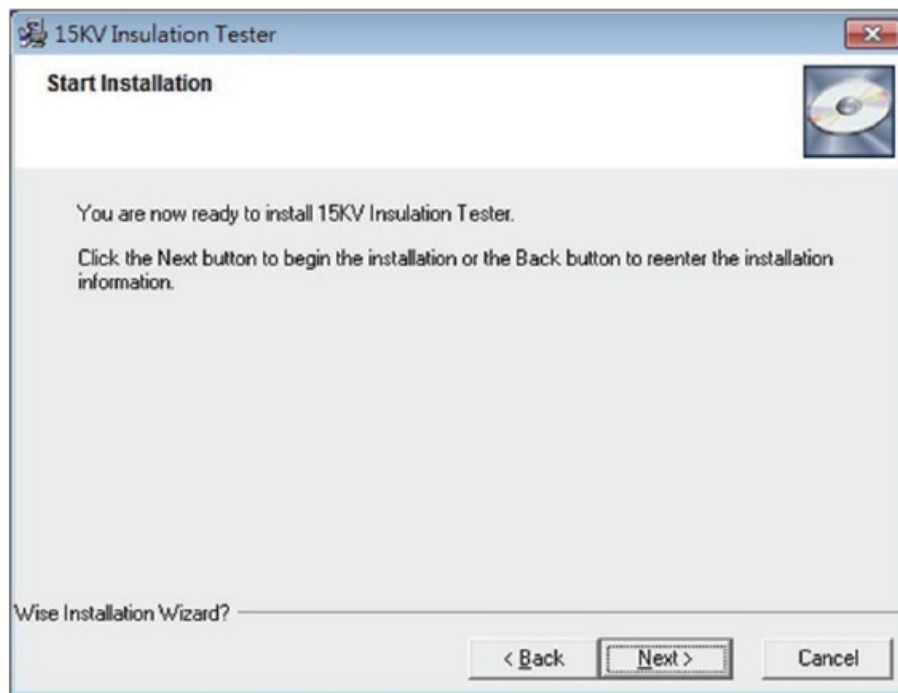 15KV Insulation Tester
Start Installation
You are now ready to install 15KV Insulation Tester.
Click the Next button to begin the installation or the Back button to reenter the installation
information.
Wise Installation Wizard?
< Back
Next >
Cancel